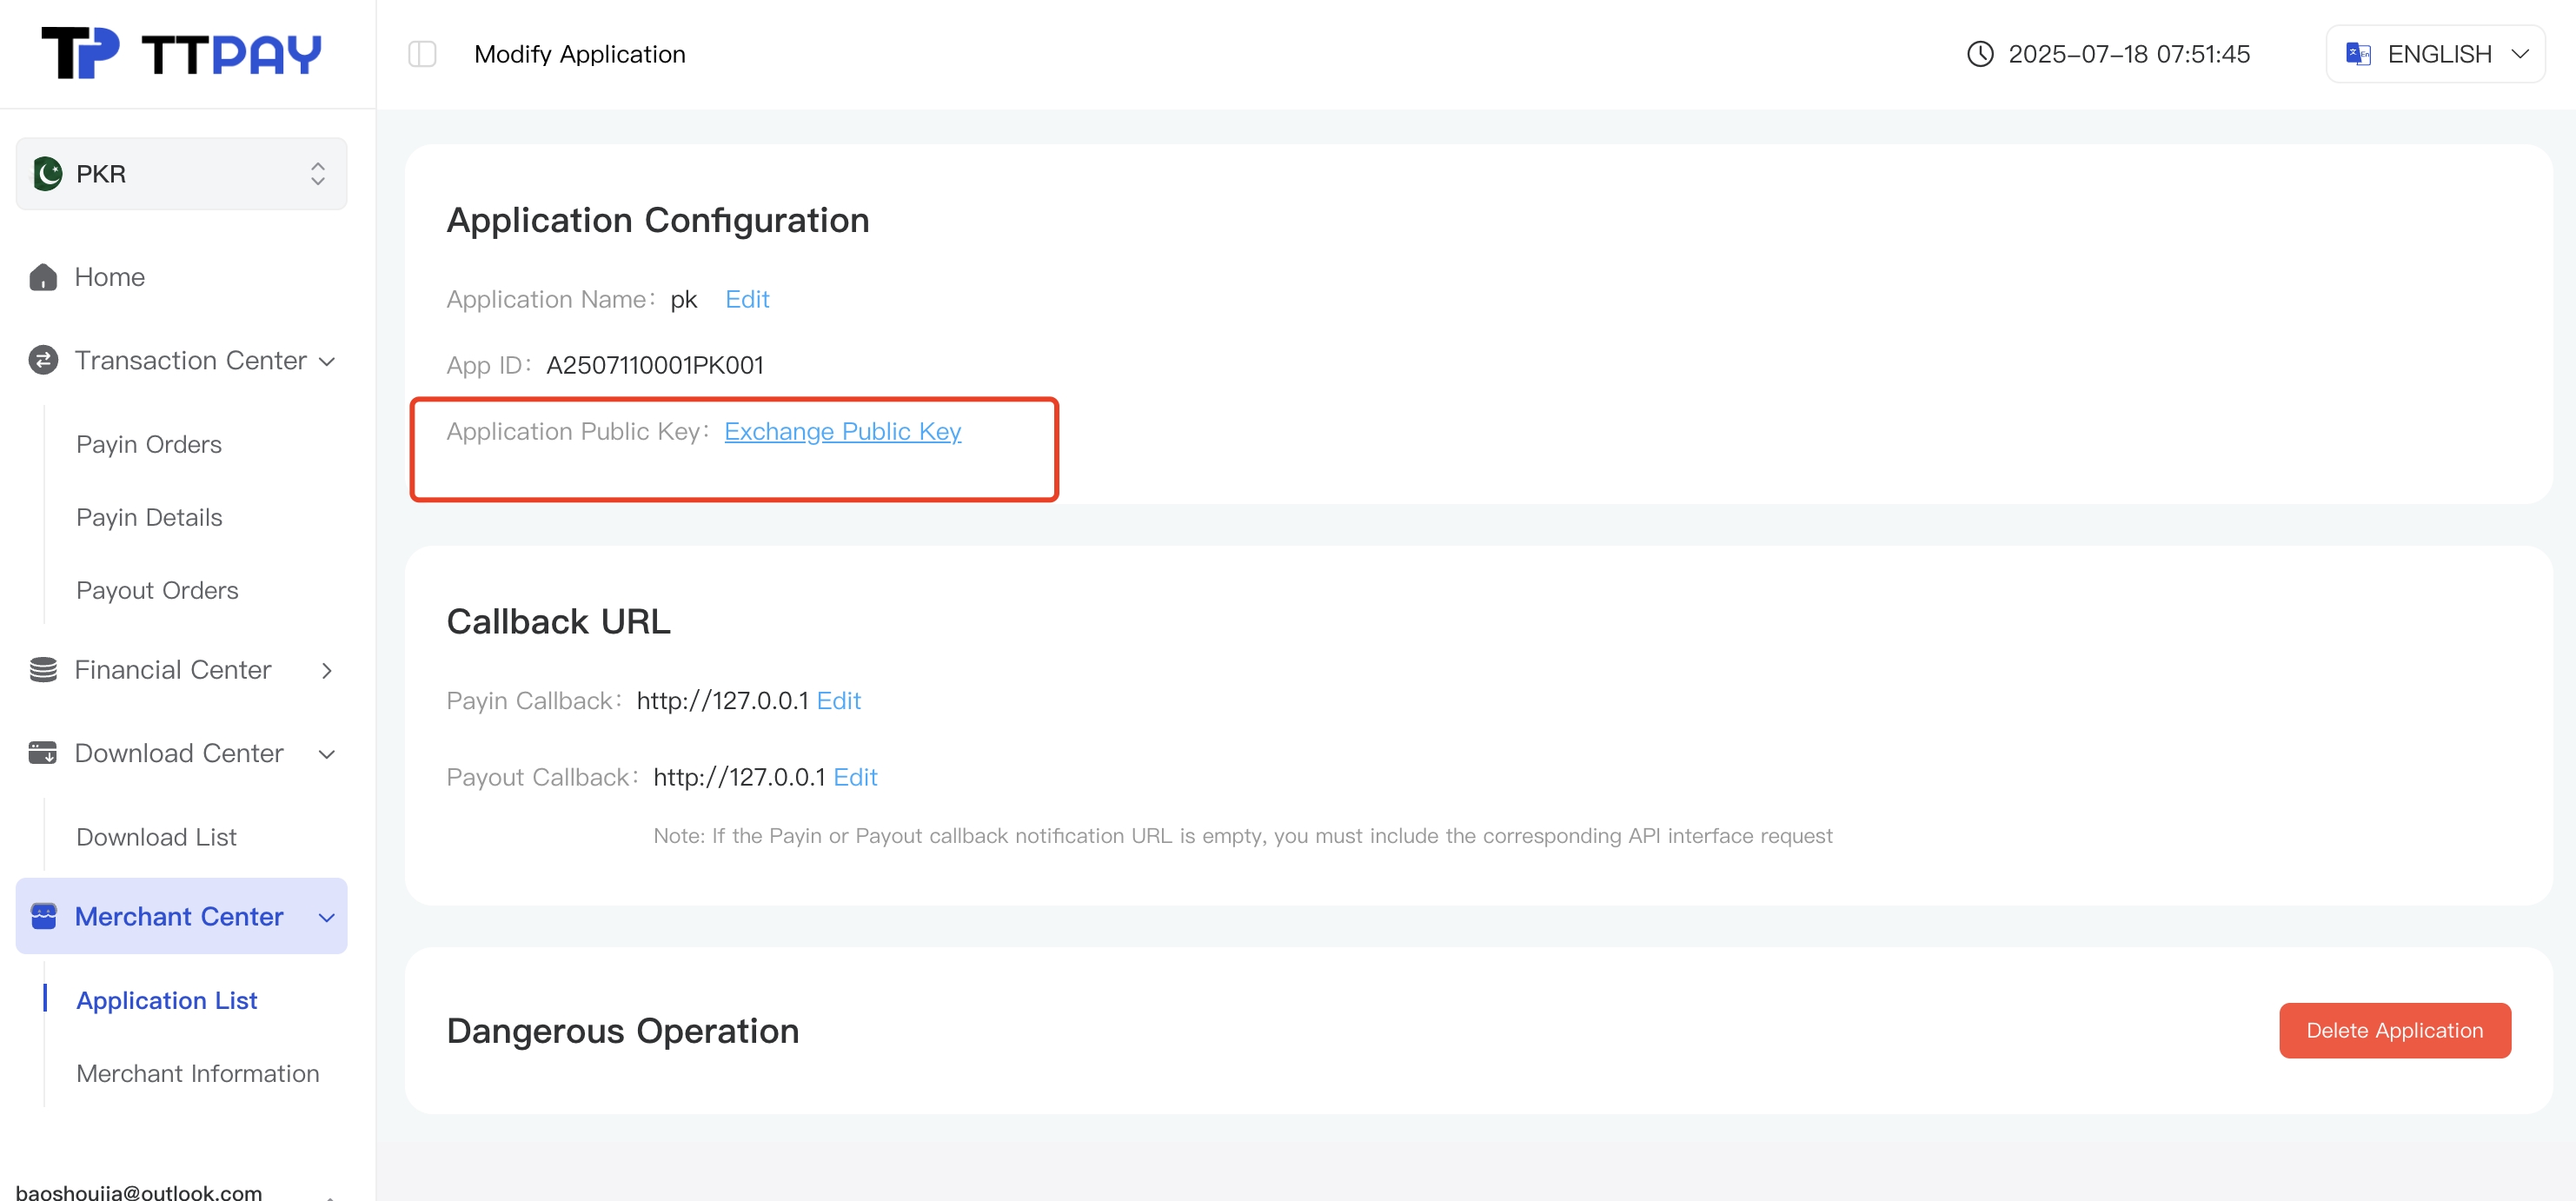 TP TTPAY
Modify Application
2025-07-18 07:51:45
ENGLISH
PKR
Home
Transaction Center
Payin Orders
Payin Details
Payout Orders
Financial Center
Download Center
Download List
Merchant Center
Application List
Merchant Information
baoshoujia@outlook.com
Application Configuration
Application Name: pk Edit
App ID: A2507110001PK001
Application Public Key: Exchange Public Key
Callback URL
Payin Callback: http://127.0.0.1 Edit
Payout Callback: http://127.0.0.1 Edit
Note: If the Payin or Payout callback notification URL is empty, you must include the corresponding API interface request
Dangerous Operation
Delete Application